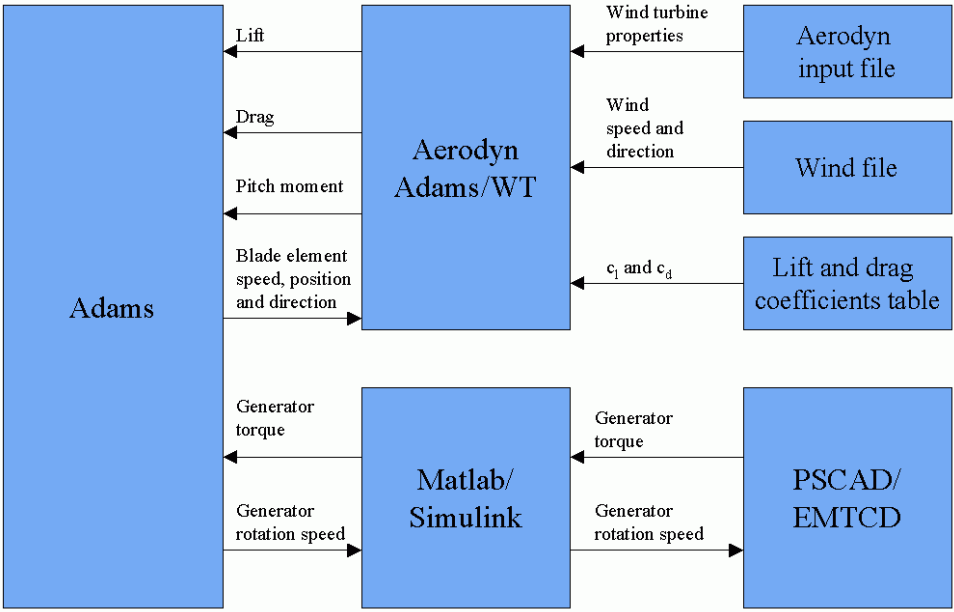 Adams
Lift
Drag
Pitch moment
Blade element
speed, position
and direction
Generator
torque
Generator
rotation speed
Aerodyn
Adams/WT
Matlab/
Simulink
Wind turbine
properties
Wind
speed and
direction
cl and cd
Generator
torque
Generator
rotation speed
Aerodyn
input file
Wind file
Lift and drag
coefficients table
PSCAD/
EMTCD